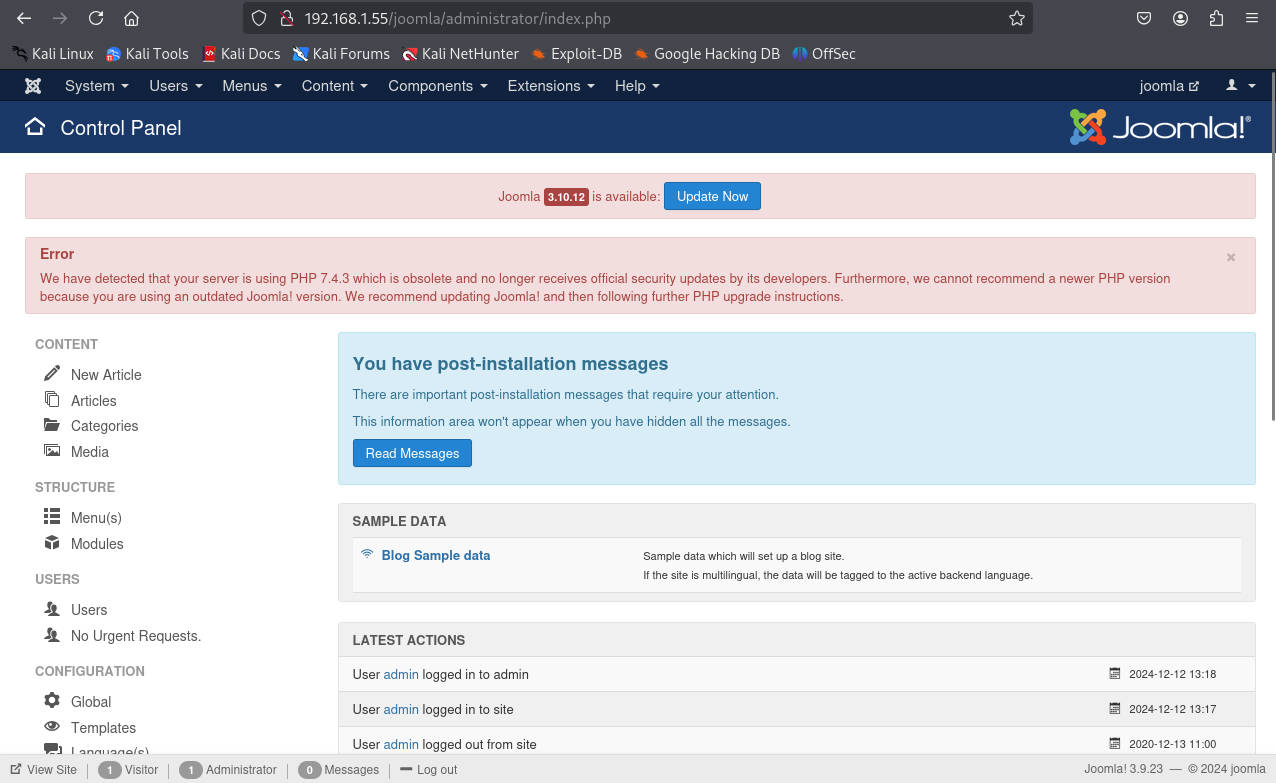 192.168.1.55/joomla/administrator/index.php
Kali Linux Kali Tools Kali Docs Kali Forums Kali NetHunter Exploit-DB Google Hacking DB OffSec
System Users Menus Content Components Extensions Help joomla
Control Panel Joomla!®
Joomla 3.10.12 is available: Update Now
Error
We have detected that your server is using PHP 7.4.3 which is obsolete and no longer receives official security updates by its developers. Furthermore, we cannot recommend a newer PHP version
because you are using an outdated Joomla! version. We recommend updating Joomla! and then following further PHP upgrade instructions.
CONTENT
New Article
Articles
Categories
Media
STRUCTURE
Menu(s)
Modules
USERS
Users
No Urgent Requests.
CONFIGURATION
Global
Templates
Language(s)
You have post-installation messages
There are important post-installation messages that require your attention.
This information area won't appear when you have hidden all the messages.
Read Messages
SAMPLE DATA
Blog Sample data
Sample data which will set up a blog site.
If the site is multilingual, the data will be tagged to the active backend language.
LATEST ACTIONS
User admin logged in to admin 2024-12-12 13:18
User admin logged in to site 2024-12-12 13:17
User admin logged out from site 2020-12-13 11:00
View Site 1 Visitor 1 Administrator 0 Messages Log out Joomla! 3.9.23 — © 2024 joomla